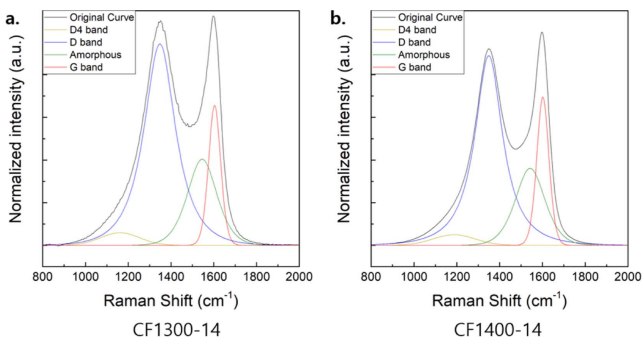 a.
Normalized intensity (a.u.)
Original Curve
D4 band
D band
Amorphous
G band
800 1000 1200 1400 1600 1800 2000
Raman Shift (cm⁻¹)
CF1300-14
b.
Normalized intensity (a.u.)
Original Curve
D4 band
D band
Amorphous
G band
800 1000 1200 1400 1600 1800 2000
Raman Shift (cm⁻¹)
CF1400-14